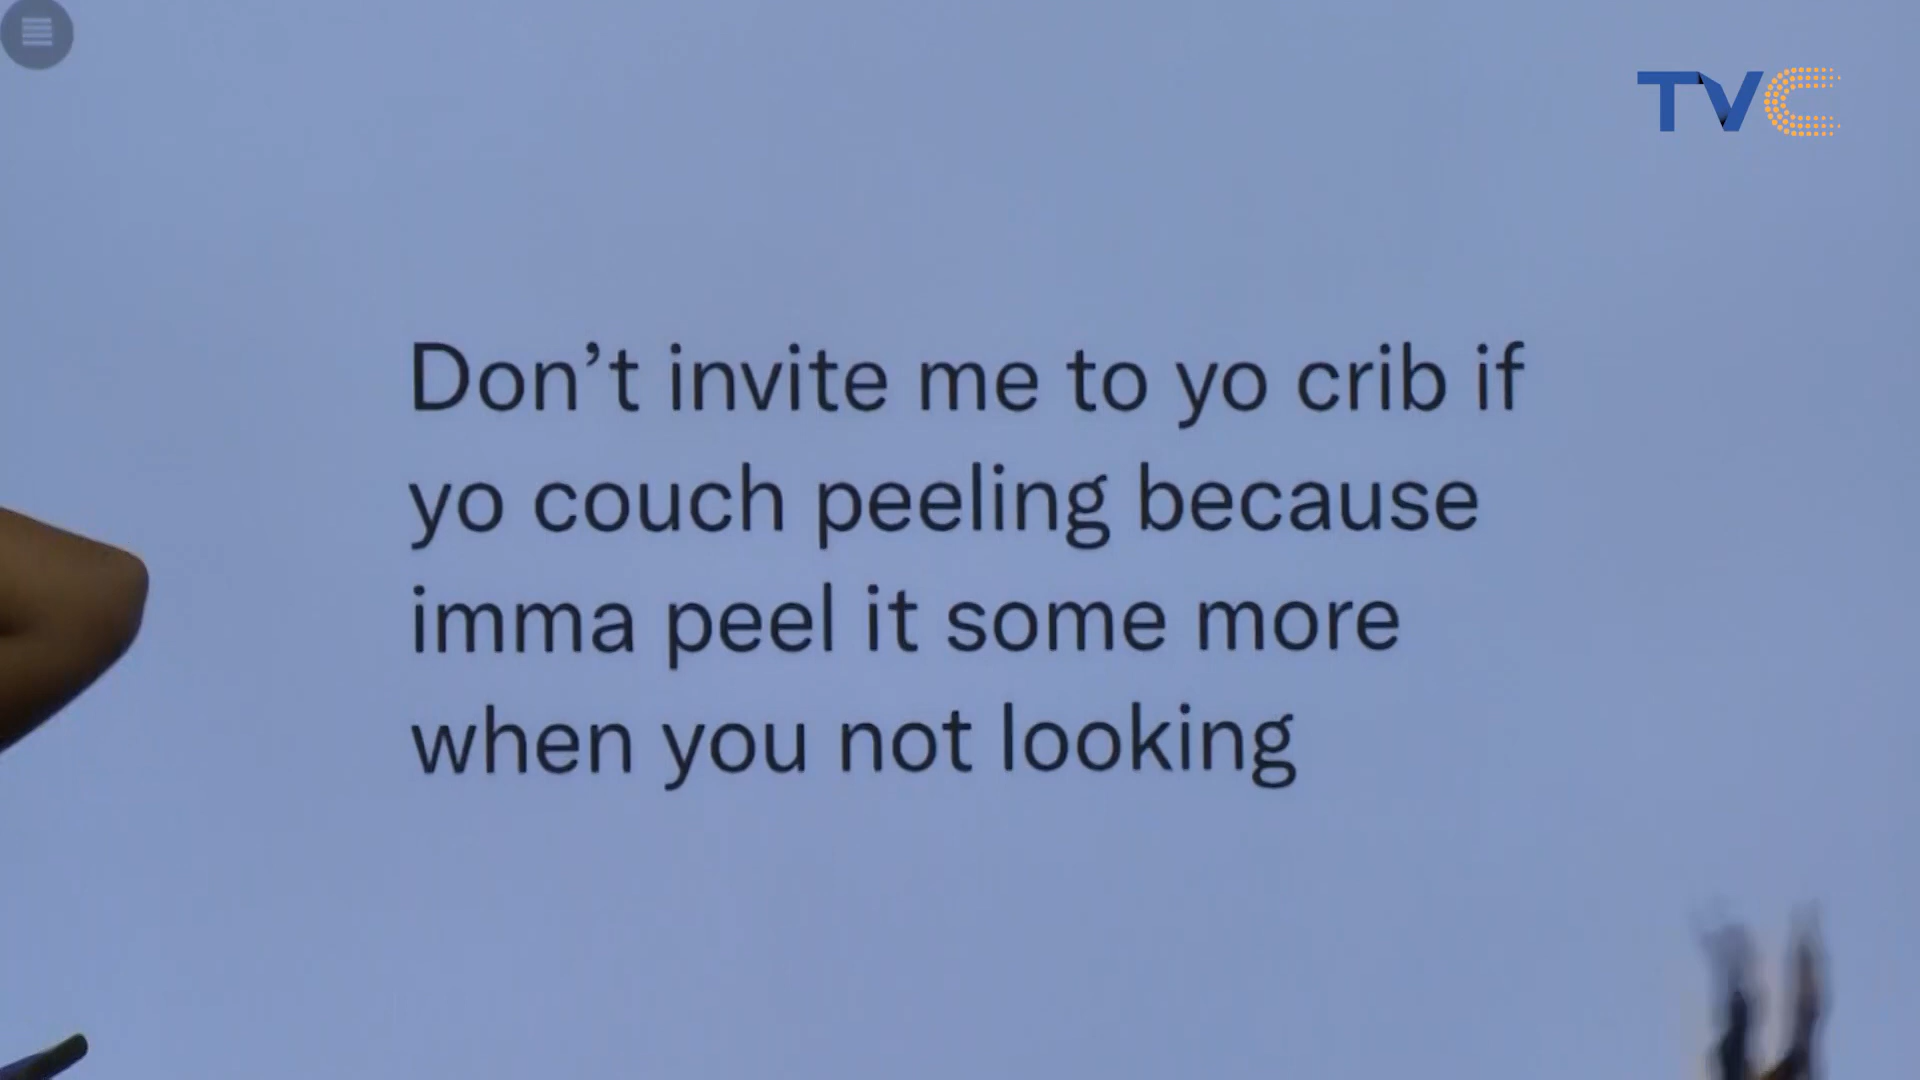 TVC
Don’t invite me to yo crib if
yo couch peeling because
imma peel it some more
when you not looking